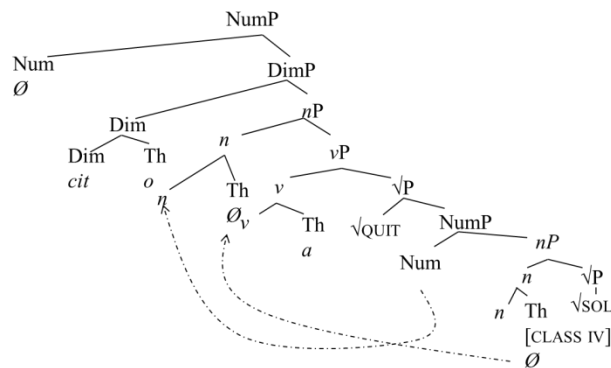 NumP
Num DimP
Ø
Dim n nP
Dim Th vP
cit o n Th v √P
Ø v Th √QUIT NumP
a Num nP
n √P
n Th √SOL
[CLASS IV]
Ø